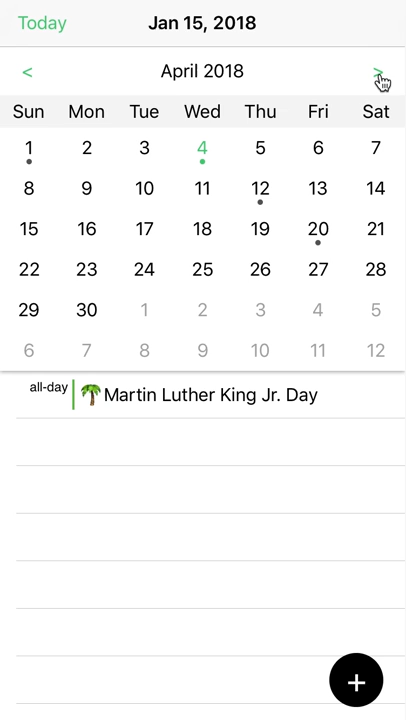 Today Jan 15, 2018
< April 2018 >
Sun Mon Tue Wed Thu Fri Sat
1 2 3 4 5 6 7
8 9 10 11 12 13 14
15 16 17 18 19 20 21
22 23 24 25 26 27 28
29 30 1 2 3 4 5
6 7 8 9 10 11 12
all-day 🌴Martin Luther King Jr. Day
+